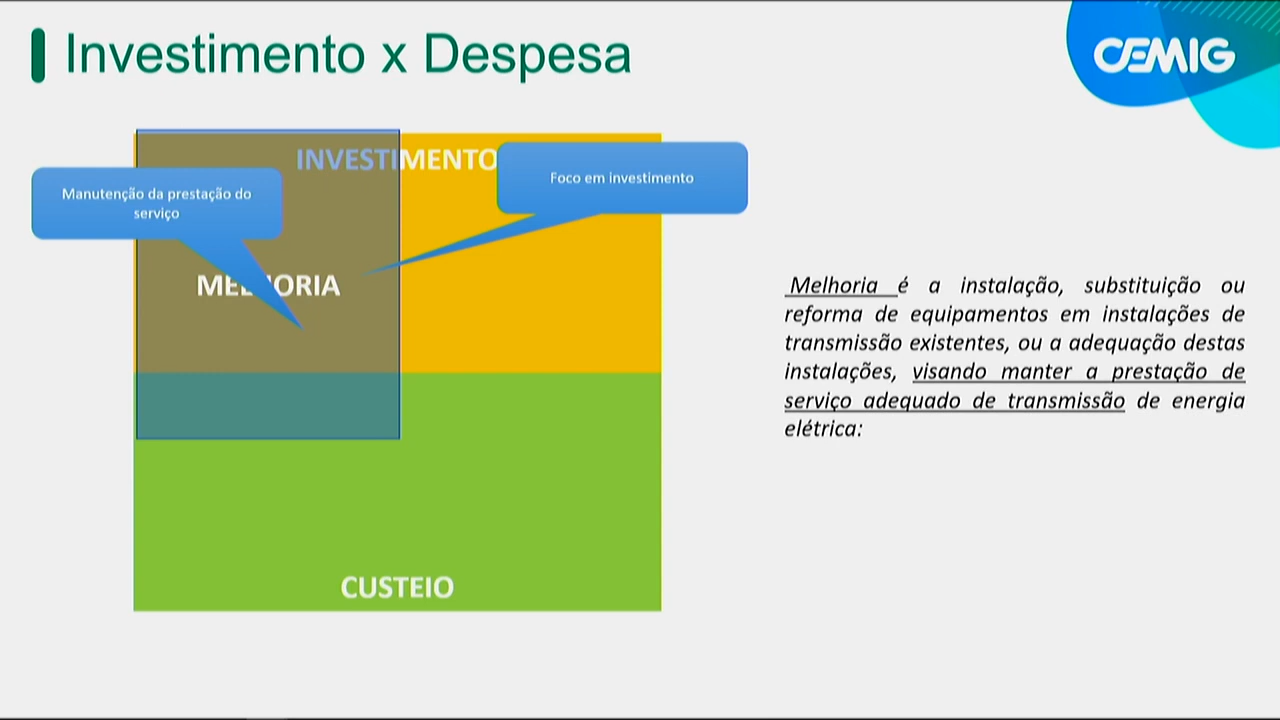 Investimento x Despesa
CEMIG
INVESTIMENTO
Manutenção da prestação do
serviço
Foco em investimento
MELHORIA
Melhoria é a instalação, substituição ou
reforma de equipamentos em instalações de
transmissão existentes, ou a adequação destas
instalações, visando manter a prestação de
serviço adequado de transmissão de energia
elétrica:
CUSTEIO